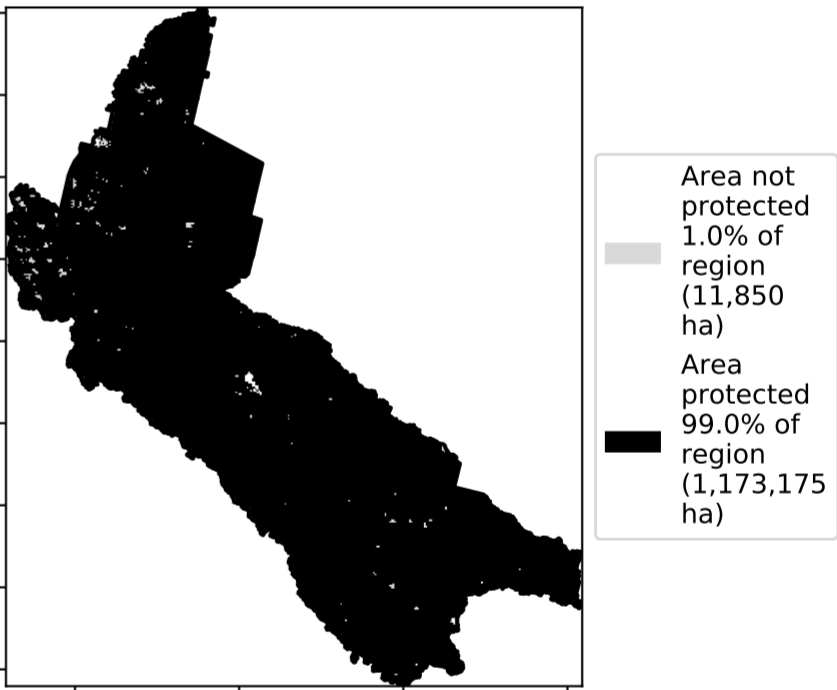 Area not
protected
1.0% of
region
(11,850
ha)
Area
protected
99.0% of
region
(1,173,175
ha)